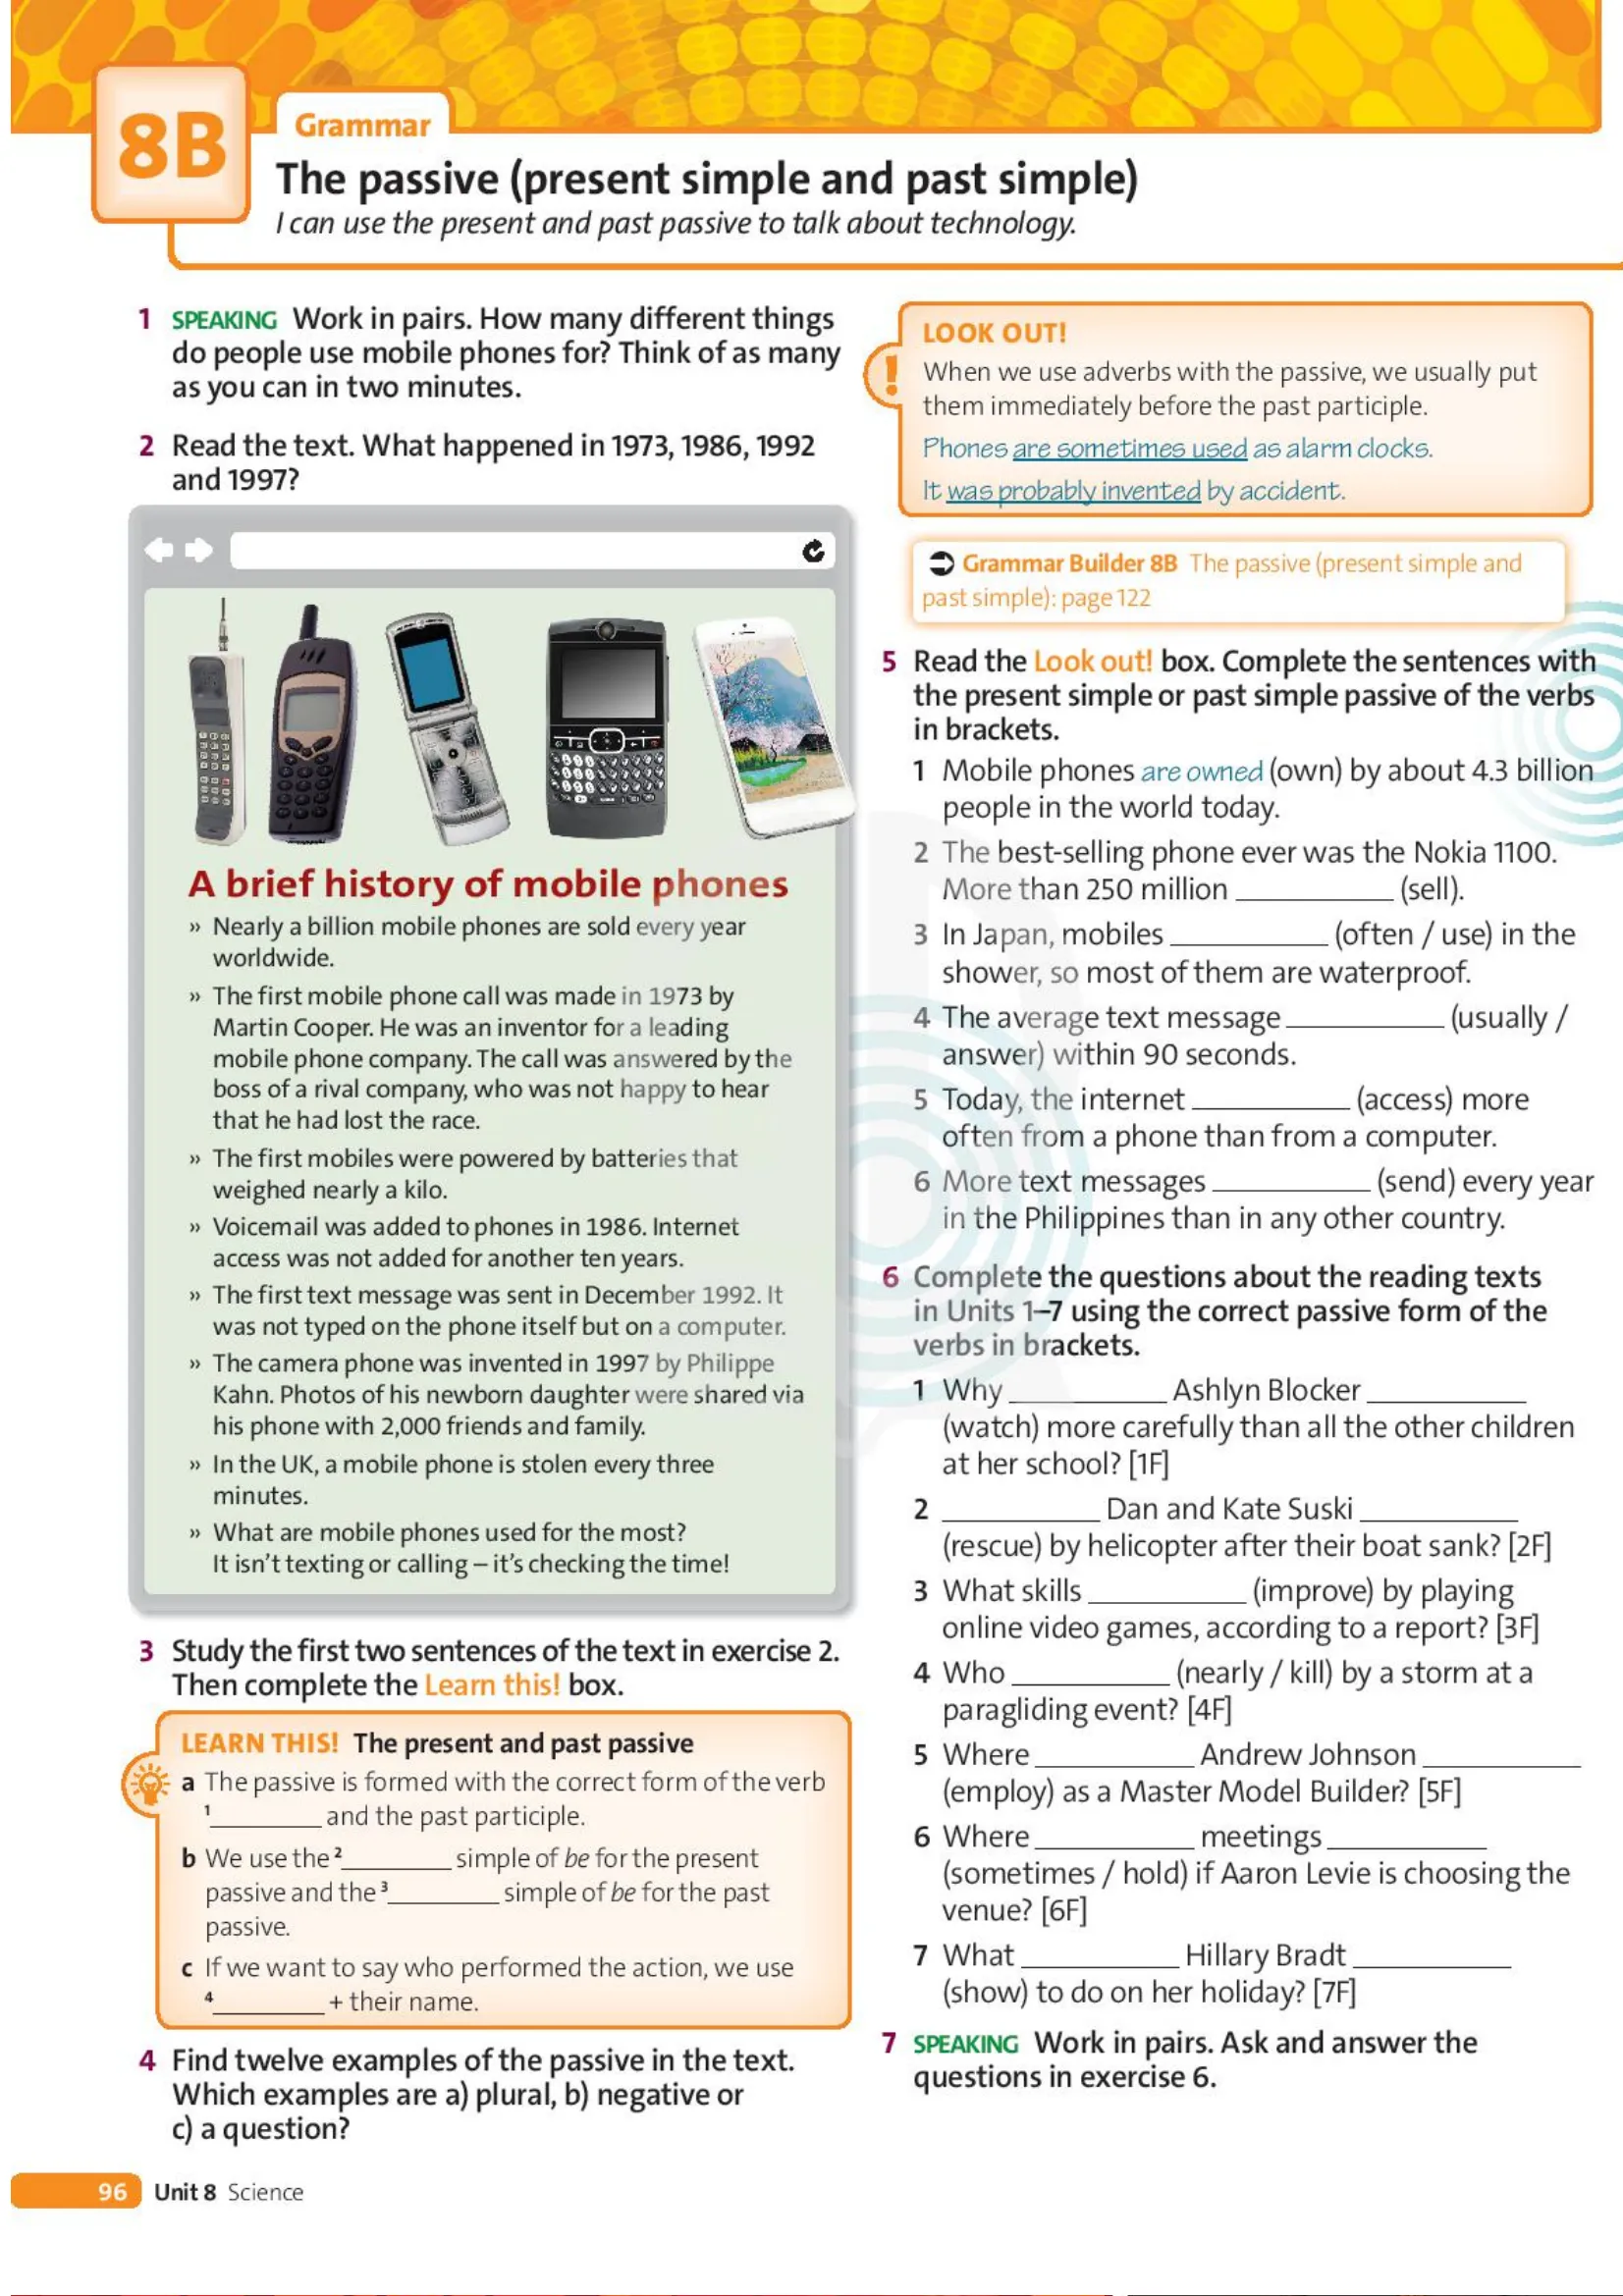 8B
Grammar
The passive (present simple and past simple)
I can use the present and past passive to talk about technology.
1 SPEAKING Work in pairs. How many different things
do people use mobile phones for? Think of as many
as you can in two minutes.
2 Read the text. What happened in 1973, 1986, 1992
and 1997?
A brief history of mobile phones
» Nearly a billion mobile phones are sold every year
worldwide.
» The first mobile phone call was made in 1973 by
Martin Cooper. He was an inventor for a leading
mobile phone company. The call was answered by the
boss of a rival company, who was not happy to hear
that he had lost the race.
» The first mobiles were powered by batteries that
weighed nearly a kilo.
» Voicemail was added to phones in 1986. Internet
access was not added for another ten years.
» The first text message was sent in December 1992. It
was not typed on the phone itself but on a computer.
» The camera phone was invented in 1997 by Philippe
Kahn. Photos of his newborn daughter were shared via
his phone with 2,000 friends and family.
» In the UK, a mobile phone is stolen every three
minutes.
» What are mobile phones used for the most?
It isn't texting or calling – it's checking the time!
3 Study the first two sentences of the text in exercise 2.
Then complete the Learn this! box.
LEARN THIS! The present and past passive
a The passive is formed with the correct form of the verb
1 __________ and the past participle.
b We use the 2 __________ simple of be for the present
passive and the 3 __________ simple of be for the past
passive.
c If we want to say who performed the action, we use
4 __________ + their name.
4 Find twelve examples of the passive in the text.
Which examples are a) plural, b) negative or
c) a question?
LOOK OUT!
! When we use adverbs with the passive, we usually put
them immediately before the past participle.
Phones are sometimes used as alarm clocks.
It was probably invented by accident.
Grammar Builder 8B The passive (present simple and
past simple): page 122
5 Read the Look out! box. Complete the sentences with
the present simple or past simple passive of the verbs
in brackets.
1 Mobile phones are owned (own) by about 4.3 billion
people in the world today.
2 The best-selling phone ever was the Nokia 1100.
More than 250 million __________ (sell).
3 In Japan, mobiles __________ (often / use) in the
shower, so most of them are waterproof.
4 The average text message __________ (usually /
answer) within 90 seconds.
5 Today, the internet __________ (access) more
often from a phone than from a computer.
6 More text messages __________ (send) every year
in the Philippines than in any other country.
6 Complete the questions about the reading texts
in Units 1–7 using the correct passive form of the
verbs in brackets.
1 Why __________ Ashlyn Blocker __________
(watch) more carefully than all the other children
at her school? [1F]
2 __________ Dan and Kate Suski __________
(rescue) by helicopter after their boat sank? [2F]
3 What skills __________ (improve) by playing
online video games, according to a report? [3F]
4 Who __________ (nearly / kill) by a storm at a
paragliding event? [4F]
5 Where __________ Andrew Johnson __________
(employ) as a Master Model Builder? [5F]
6 Where __________ meetings __________
(sometimes / hold) if Aaron Levie is choosing the
venue? [6F]
7 What __________ Hillary Bradt __________
(show) to do on her holiday? [7F]
7 SPEAKING Work in pairs. Ask and answer the
questions in exercise 6.
96 Unit 8 Science